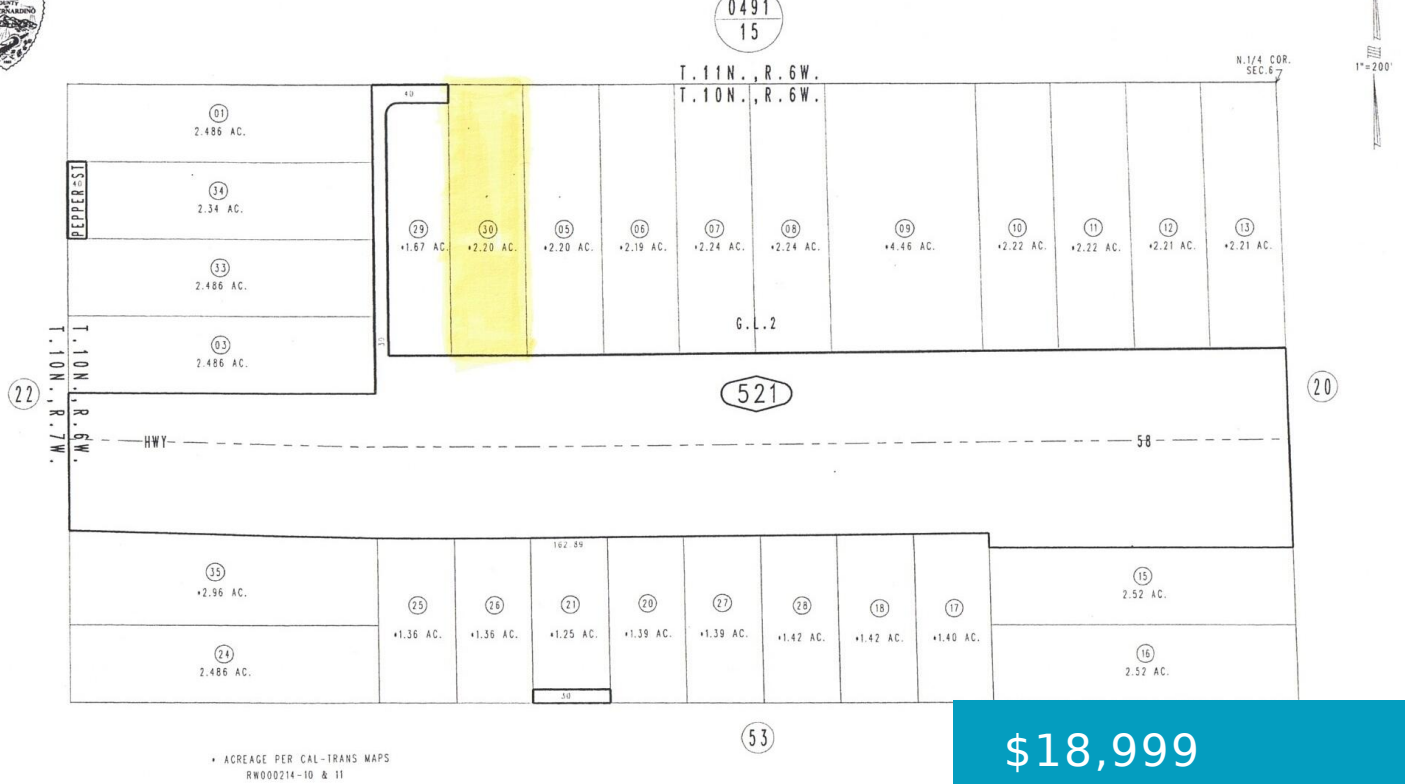 COUNTY
OF
0491
15
T.11N.,R.6W.
T.10N.,R.6W.
N.1/4 COR.
SEC.6
1"=200'
40
01
2.486 AC.
PEPPER ST
40
34
2.34 AC.
33
2.486 AC.
03
2.486 AC.
30
29
*1.67 AC.
30
*2.20 AC.
05
*2.20 AC.
06
*2.19 AC.
07
*2.24 AC.
08
*2.24 AC.
09
*4.46 AC.
10
*2.22 AC.
11
*2.22 AC.
12
*2.21 AC.
13
*2.21 AC.
G.L.2
T.10N.,R.6W.
T.10N.,R.7W.
22
521
20
HWY
58
162.89
35
*2.96 AC.
24
2.486 AC.
25
*1.36 AC.
26
*1.36 AC.
21
*1.25 AC.
30
20
*1.39 AC.
27
*1.39 AC.
28
*1.42 AC.
18
*1.42 AC.
17
*1.40 AC.
15
2.52 AC.
16
2.52 AC.
53
* ACREAGE PER CAL-TRANS MAPS
RW000214-10 & 11
$18,999